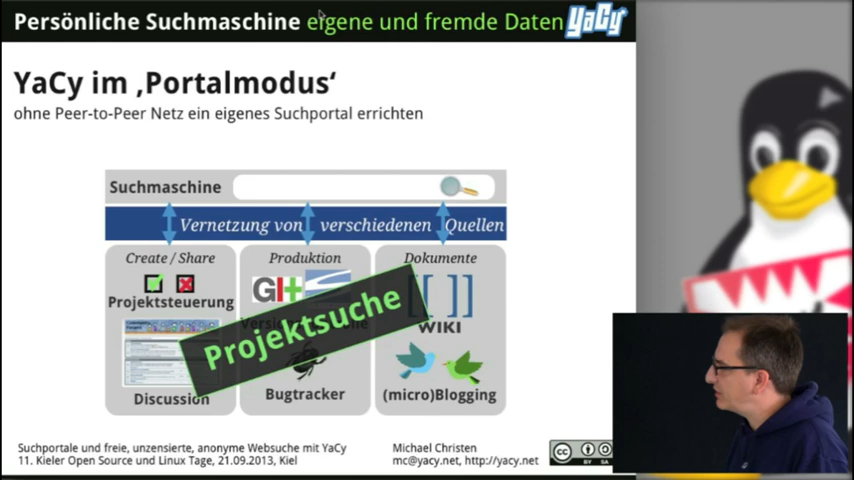 Persönliche Suchmaschine eigene und fremde Daten YaCy
YaCy im ‚Portalmodus‘
ohne Peer-to-Peer Netz ein eigenes Suchportal errichten
Suchmaschine
Vernetzung von verschiedenen Quellen
Create / Share
Projektsteuerung
Discussion
Produktion
GIt
Bugtracker
Dokumente
[[ ]]
WIKI
(micro)Blogging
Projektsuche
Suchportale und freie, unzensierte, anonyme Websuche mit YaCy
11. Kieler Open Source und Linux Tage, 21.09.2013, Kiel
Michael Christen
mc@yacy.net, http://yacy.net
cc
BY SA